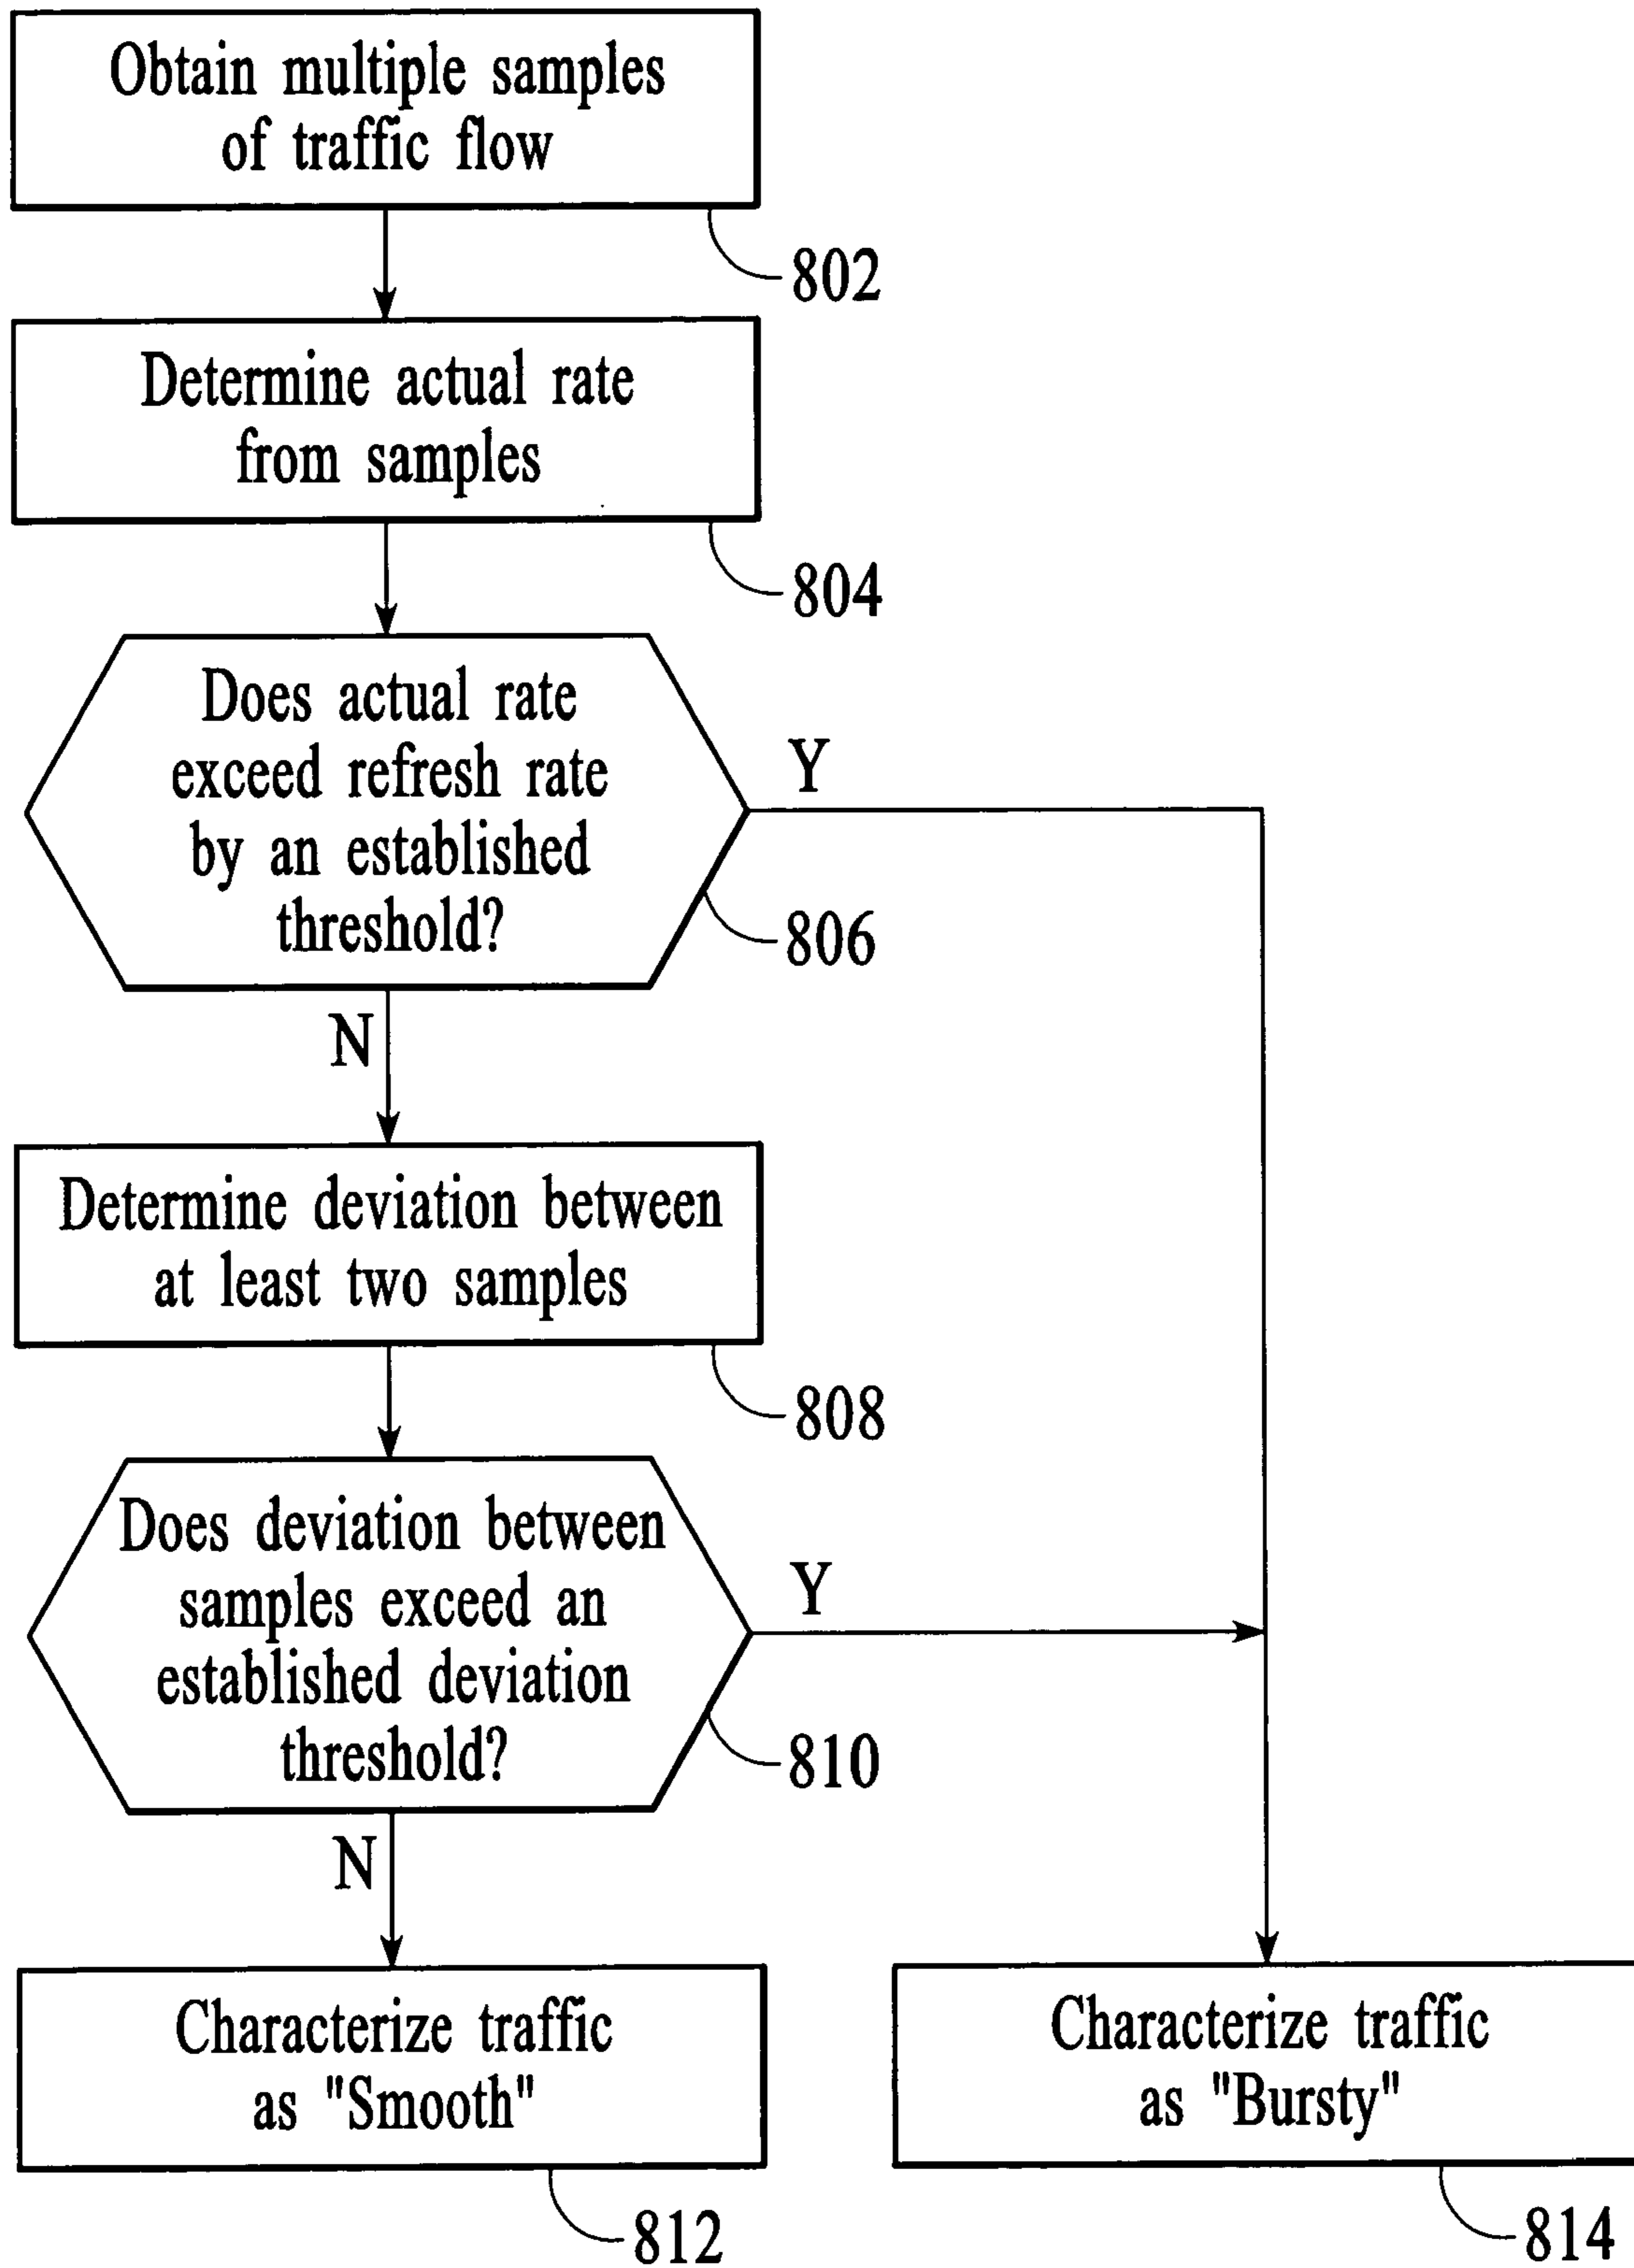 Obtain multiple samples
of traffic flow
802
Determine actual rate
from samples
804
Does actual rate
exceed refresh rate
by an established
threshold?
Y
806
N
Determine deviation between
at least two samples
808
Does deviation between
samples exceed an
established deviation
threshold?
Y
810
N
Characterize traffic
as "Smooth"
812
Characterize traffic
as "Bursty"
814